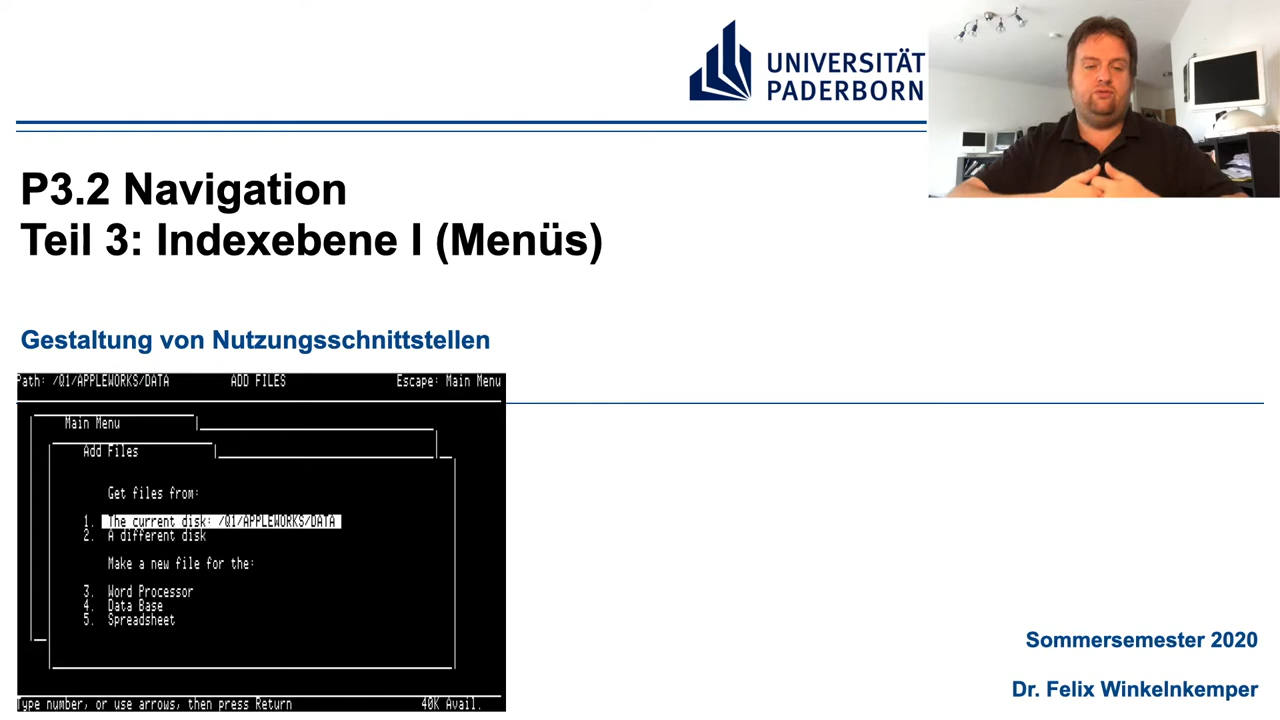 UNIVERSITÄT
PADERBORN
P3.2 Navigation
Teil 3: Indexebene I (Menüs)
Gestaltung von Nutzungsschnittstellen
Path: /Q1/APPLEWORKS/DATA ADD FILES Escape: Main Menu
Main Menu
Add Files
Get files from:
1. The current disk: /Q1/APPLEWORKS/DATA
2. A different disk
Make a new file for the:
3. Word Processor
4. Data Base
5. Spreadsheet
Type number, or use arrows, then press Return 40K Avail.
Sommersemester 2020
Dr. Felix Winkelnkemper